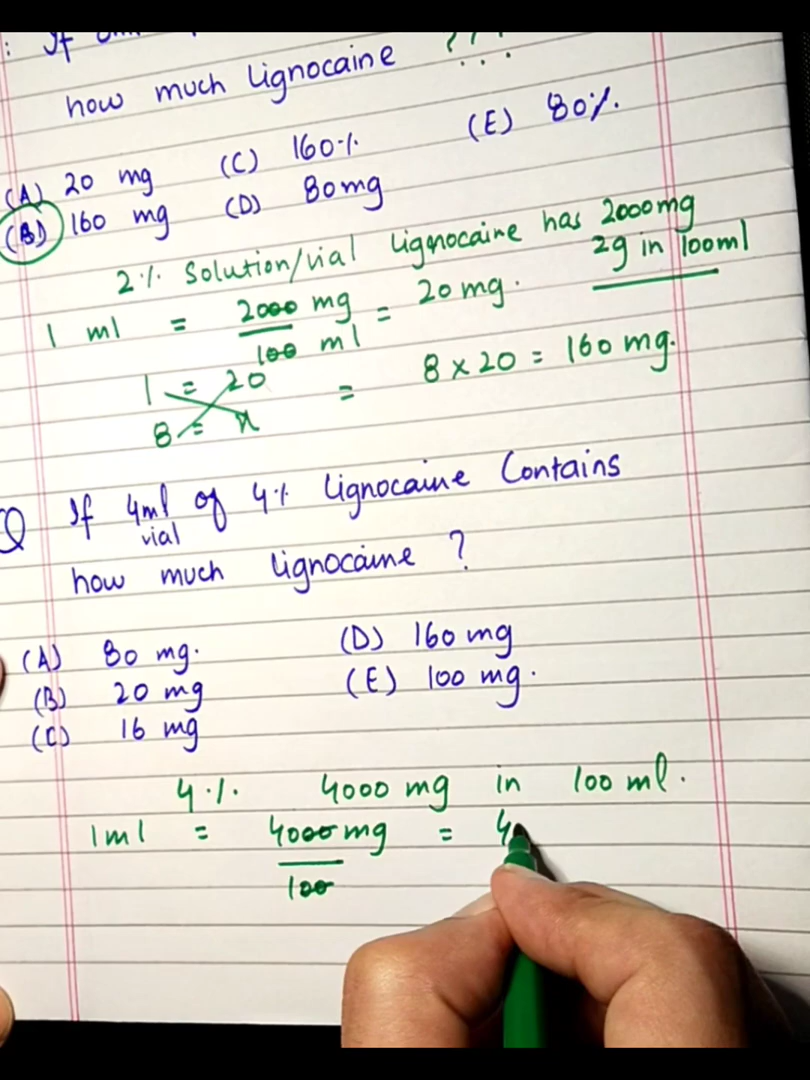 : If
how much Lignocaine ???
(A) 20 mg (C) 160% (E) 80%.
(B) 160 mg (D) 80mg
2% Solution/vial Lignocaine has 2000mg
2g in 100ml
1 ml = 2000 mg = 20 mg.
100 ml
1 = 20 = 8 x 20 = 160 mg.
8 = x
Q If 4ml of 4% Lignocaine Contains
vial
how much lignocaine ?
(A) 80 mg. (D) 160 mg
(B) 20 mg (E) 100 mg.
(C) 16 mg
4%. 4000 mg in 100 ml.
1ml = 4000 mg = 4
100